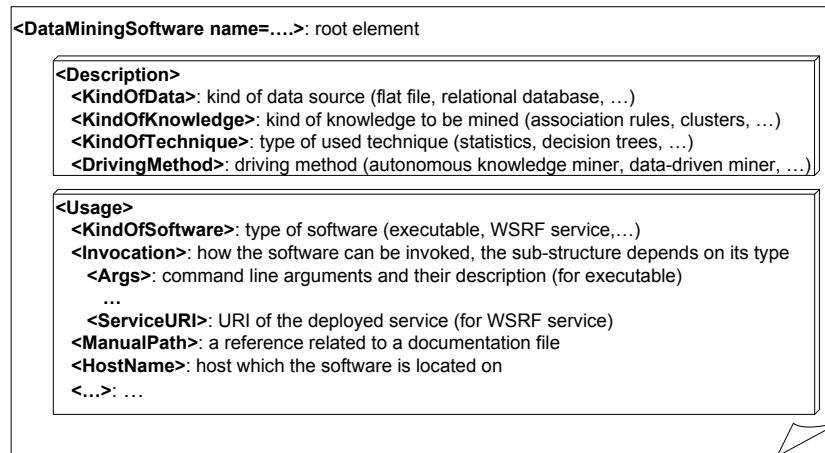 <DataMiningSoftware name=….>: root element
<Description>
<KindOfData>: kind of data source (flat file, relational database, …)
<KindOfKnowledge>: kind of knowledge to be mined (association rules, clusters, …)
<KindOfTechnique>: type of used technique (statistics, decision trees, …)
<DrivingMethod>: driving method (autonomous knowledge miner, data-driven miner, …)
<Usage>
<KindOfSoftware>: type of software (executable, WSRF service,…)
<Invocation>: how the software can be invoked, the sub-structure depends on its type
<Args>: command line arguments and their description (for executable)
…
<ServiceURI>: URI of the deployed service (for WSRF service)
<ManualPath>: a reference related to a documentation file
<HostName>: host which the software is located on
<…>: …